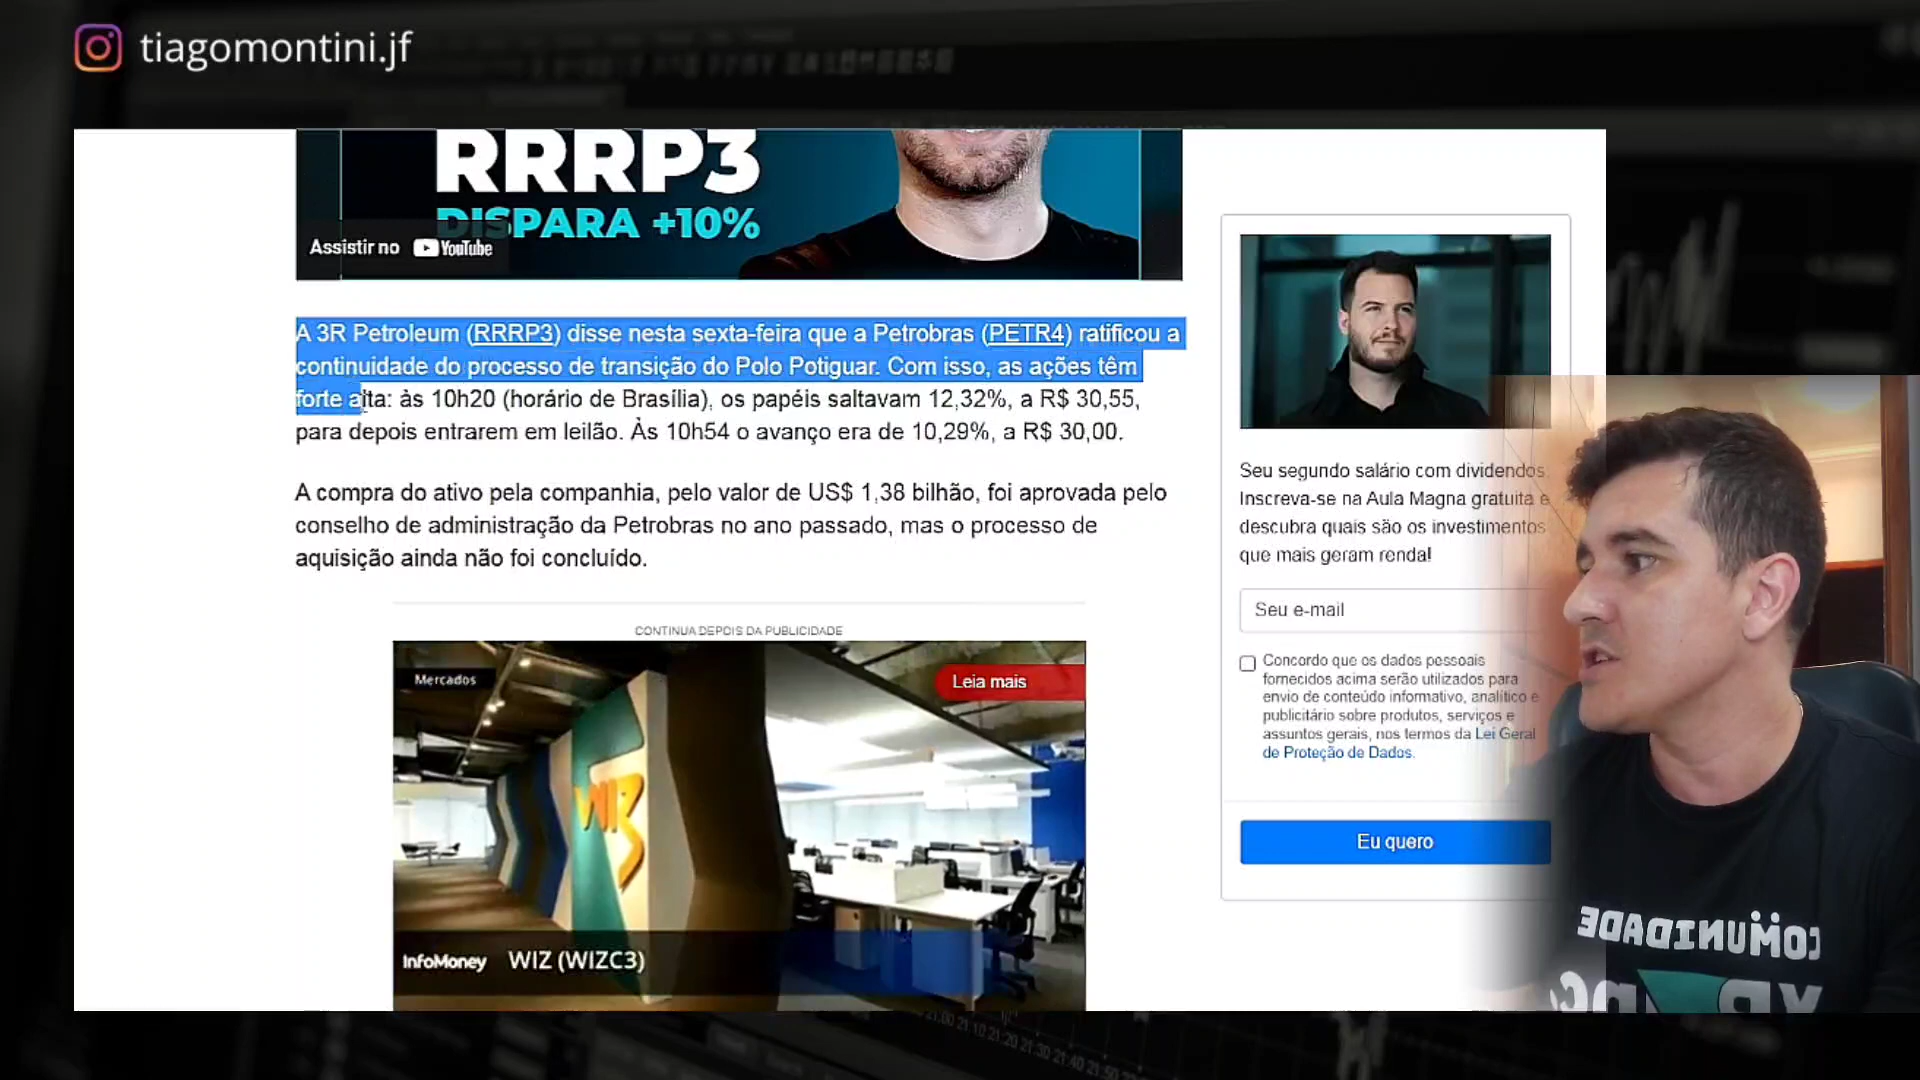 tiagomontini.jf
RRRP3
DISPARA +10%
Assistir no YouTube
A 3R Petroleum (RRRP3) disse nesta sexta-feira que a Petrobras (PETR4) ratificou a
continuidade do processo de transição do Polo Potiguar. Com isso, as ações têm
forte alta: às 10h20 (horário de Brasília), os papéis saltavam 12,32%, a R$ 30,55,
para depois entrarem em leilão. Às 10h54 o avanço era de 10,29%, a R$ 30,00.
A compra do ativo pela companhia, pelo valor de US$ 1,38 bilhão, foi aprovada pelo
conselho de administração da Petrobras no ano passado, mas o processo de
aquisição ainda não foi concluído.
CONTINUA DEPOIS DA PUBLICIDADE
Mercados
Leia mais
InfoMoney WIZ (WIZC3)
Seu segundo salário com dividendos.
Inscreva-se na Aula Magna gratuita e
descubra quais são os investimentos
que mais geram renda!
Seu e-mail
Concordo que os dados pessoais
fornecidos acima serão utilizados para
envio de conteúdo informativo, analítico e
publicitário sobre produtos, serviços e
assuntos gerais, nos termos da Lei Geral
de Proteção de Dados.
Eu quero
COMUNIDADE